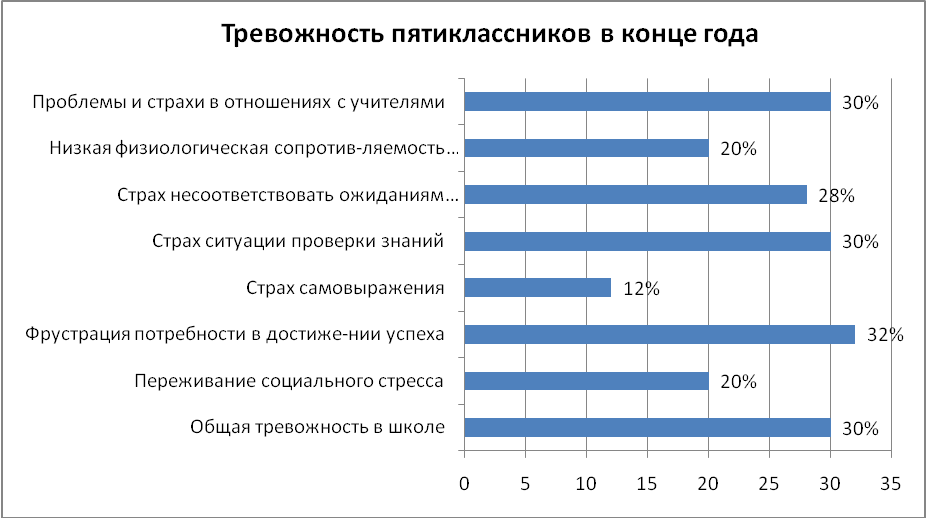 Тревожность пятиклассников в конце года
Проблемы и страхи в отношениях с учителями
30%
Низкая физиологическая сопротив-ляемость...
20%
Страх несоответствовать ожиданиям...
28%
Страх ситуации проверки знаний
30%
Страх самовыражения
12%
Фрустрация потребности в достиже-нии успеха
32%
Переживание социального стресса
20%
Общая тревожность в школе
30%
0 5 10 15 20 25 30 35